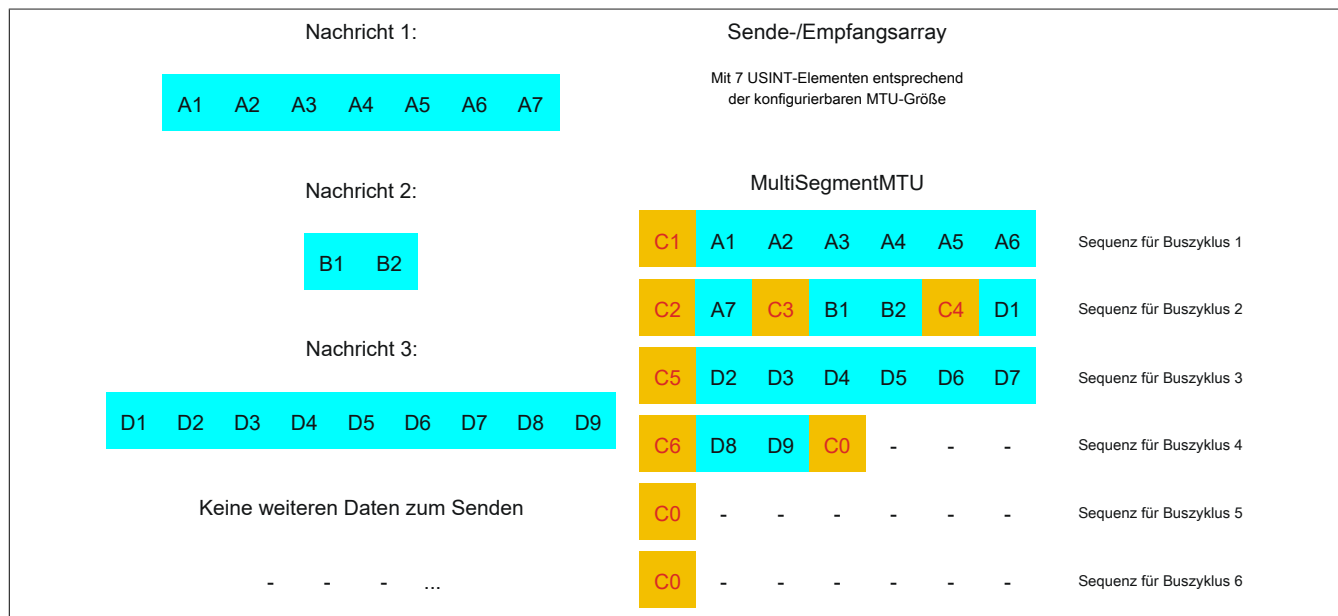 Nachricht 1:
A1 A2 A3 A4 A5 A6 A7
Nachricht 2:
B1 B2
Nachricht 3:
D1 D2 D3 D4 D5 D6 D7 D8 D9
Keine weiteren Daten zum Senden
- - - ...
Sende-/Empfangsarray
Mit 7 USINT-Elementen entsprechend
der konfigurierbaren MTU-Größe
MultiSegmentMTU
C1 A1 A2 A3 A4 A5 A6 Sequenz für Buszyklus 1
C2 A7 C3 B1 B2 C4 D1 Sequenz für Buszyklus 2
C5 D2 D3 D4 D5 D6 D7 Sequenz für Buszyklus 3
C6 D8 D9 C0 - - - Sequenz für Buszyklus 4
C0 - - - - - - Sequenz für Buszyklus 5
C0 - - - - - - Sequenz für Buszyklus 6